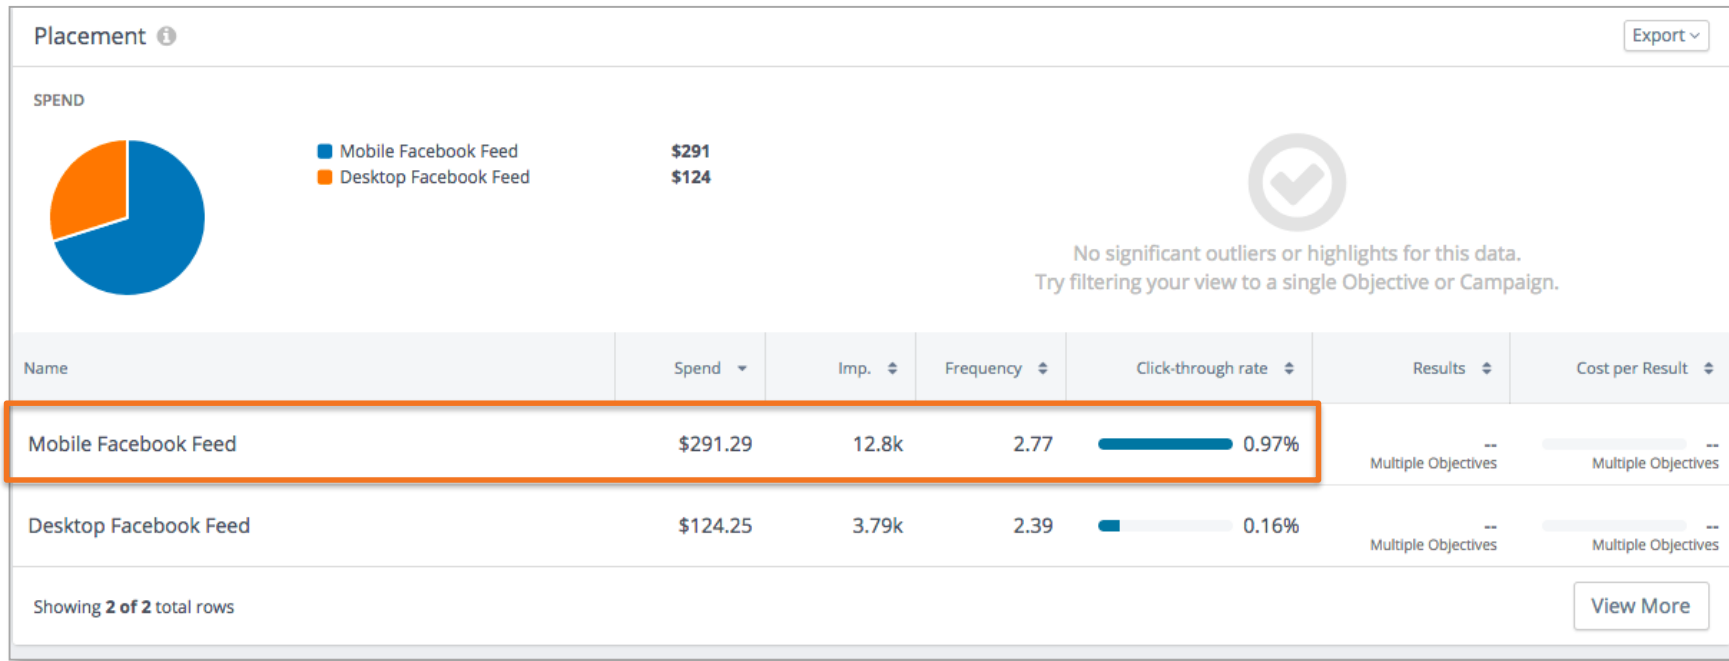 Placement
Export
SPEND
Mobile Facebook Feed $291
Desktop Facebook Feed $124
No significant outliers or highlights for this data.
Try filtering your view to a single Objective or Campaign.
Name Spend Imp. Frequency Click-through rate Results Cost per Result
Mobile Facebook Feed $291.29 12.8k 2.77 0.97% -- --
Multiple Objectives Multiple Objectives
Desktop Facebook Feed $124.25 3.79k 2.39 0.16% -- --
Multiple Objectives Multiple Objectives
Showing 2 of 2 total rows View More